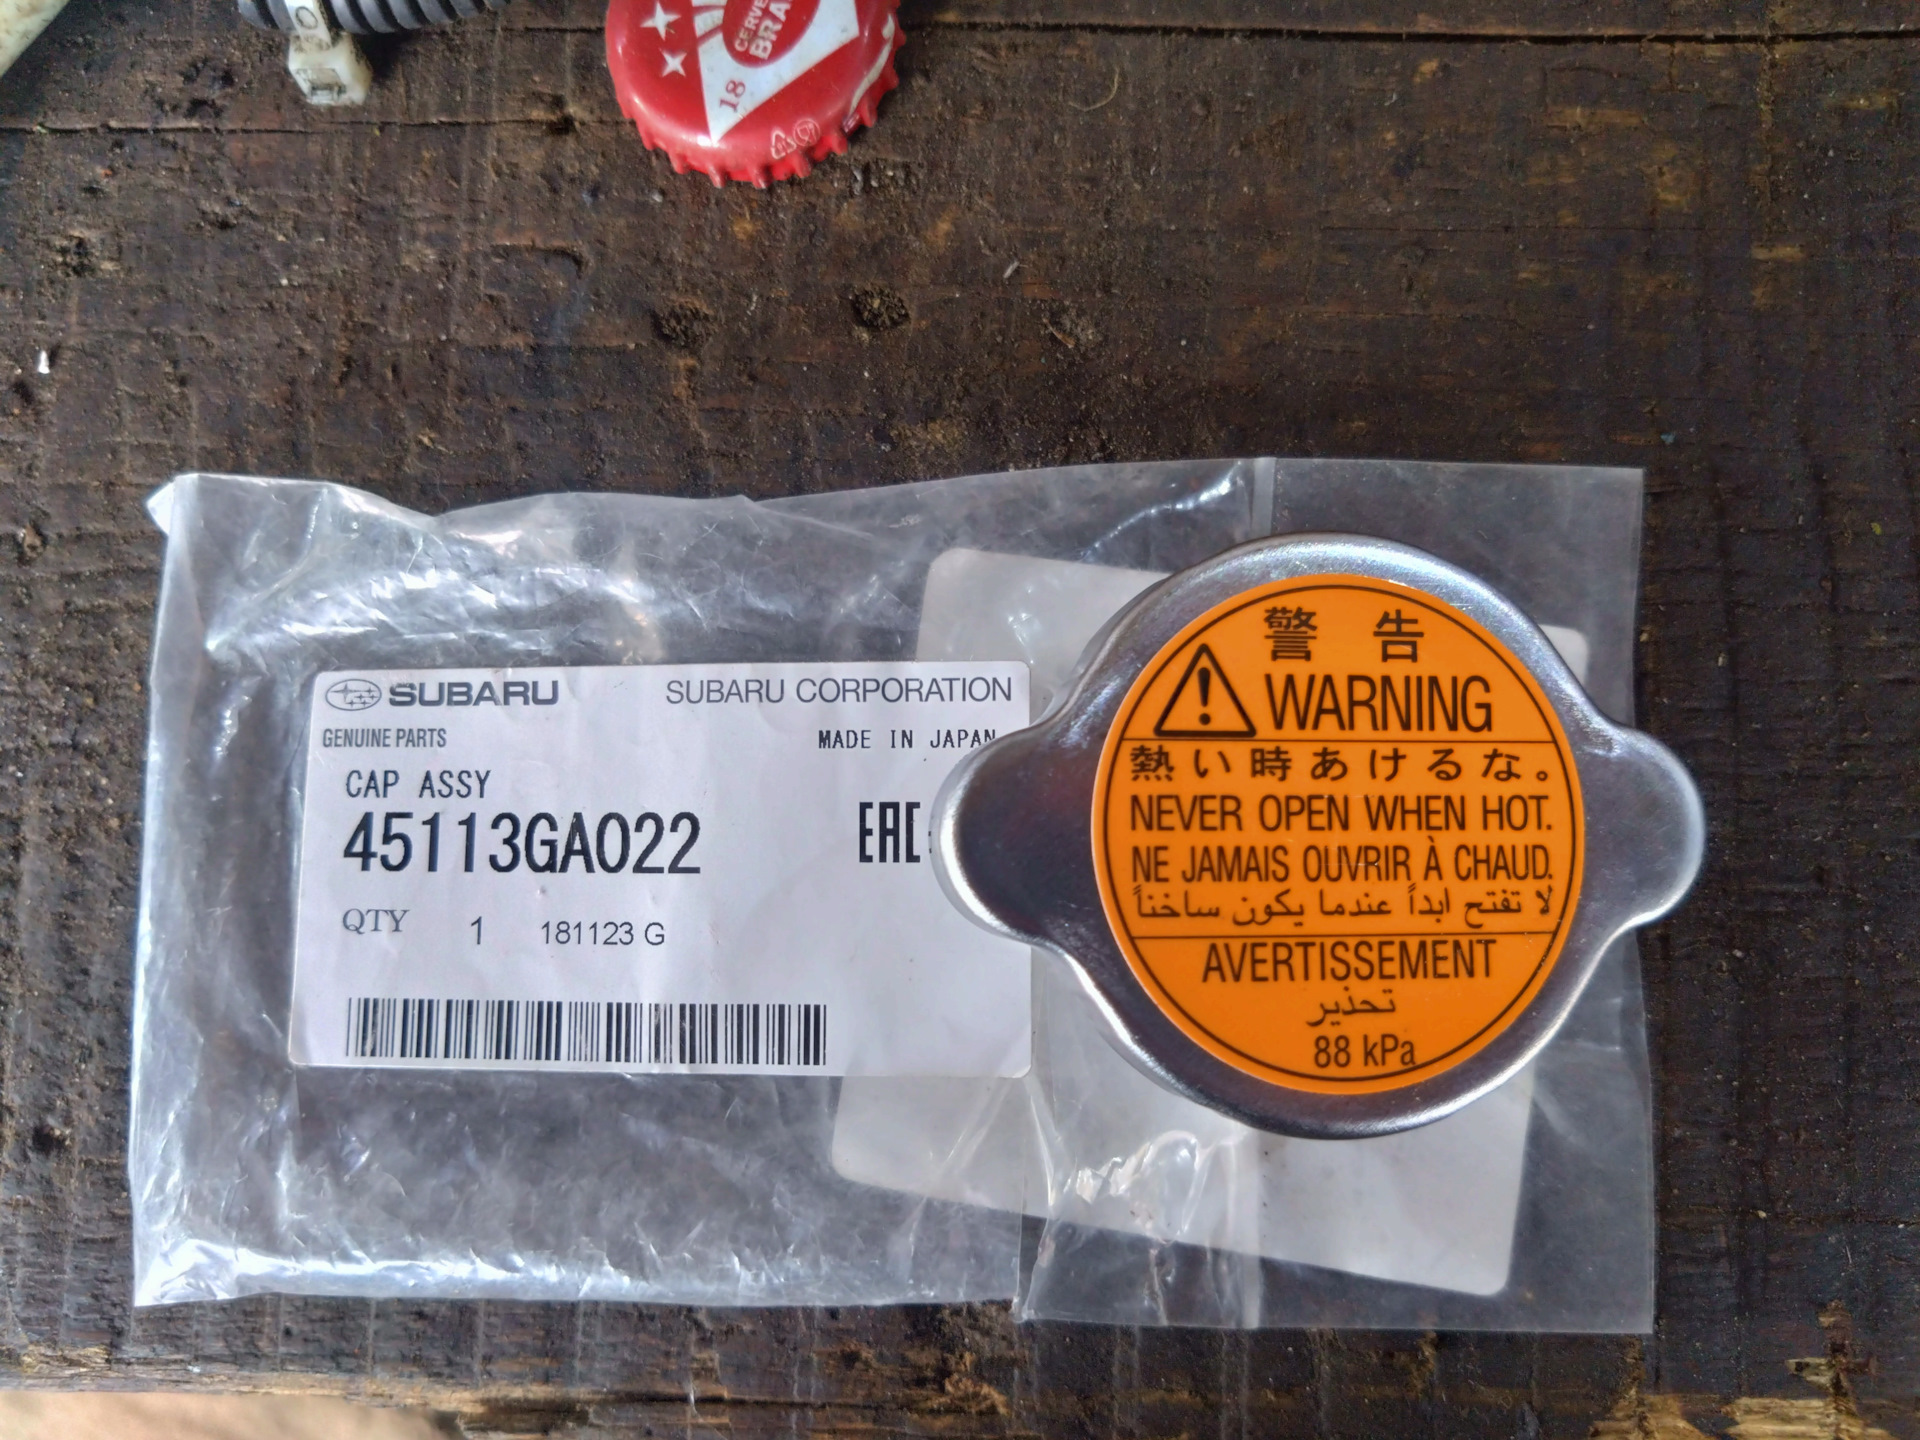 18
SUBARU SUBARU CORPORATION
GENUINE PARTS MADE IN JAPAN
CAP ASSY
45113GA022 EAC
QTY 1 181123 G
警告
WARNING
熱い時あけるな。
NEVER OPEN WHEN HOT.
NE JAMAIS OUVRIR À CHAUD.
لا تفتح ابداً عندما يكون ساخناً
AVERTISSEMENT
تحذير
88 kPa